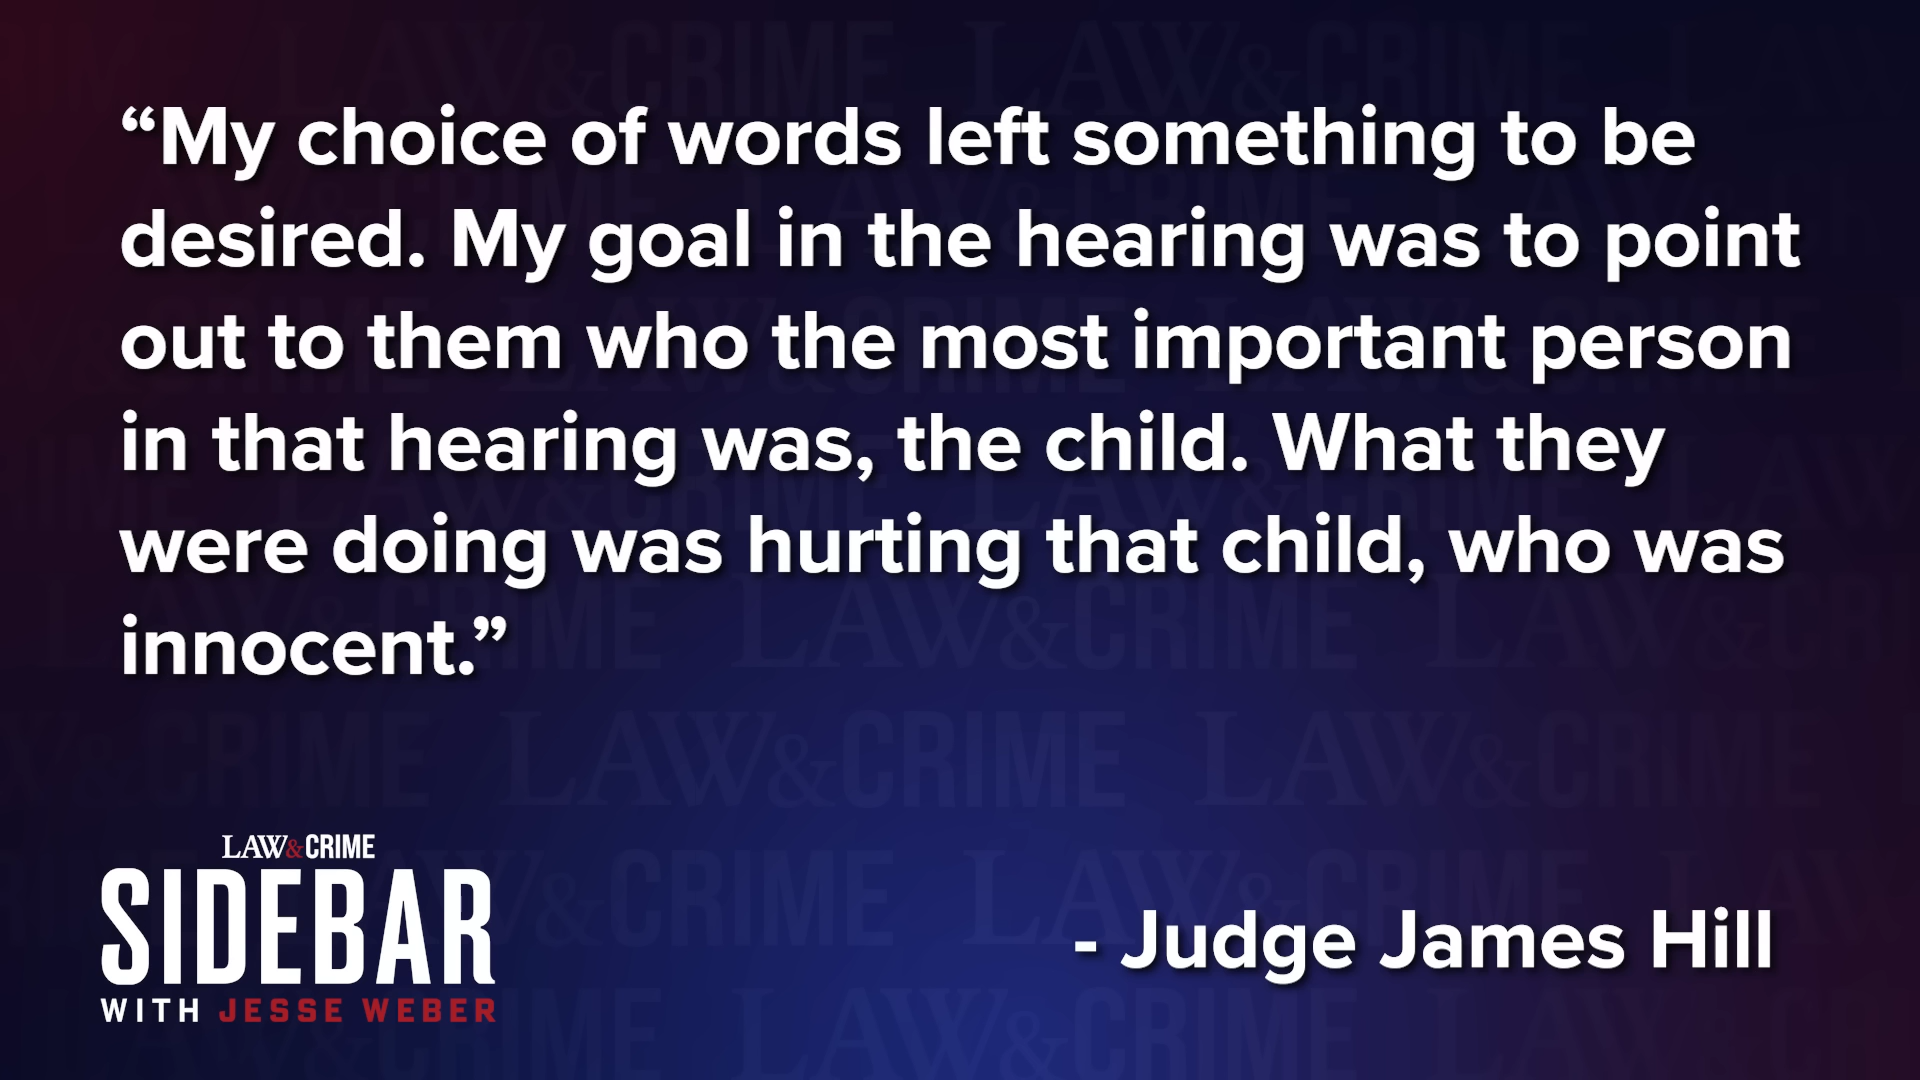 “My choice of words left something to be
desired. My goal in the hearing was to point
out to them who the most important person
in that hearing was, the child. What they
were doing was hurting that child, who was
innocent.”
LAW&CRIME
SIDEBAR
WITH JESSE WEBER
- Judge James Hill